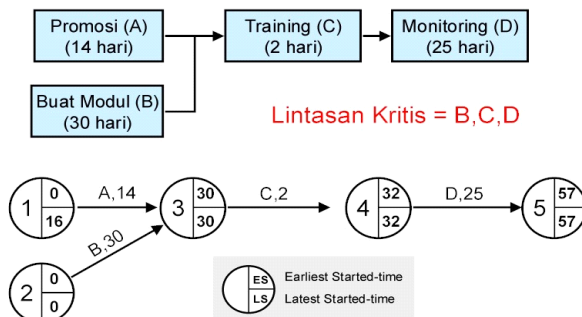 Promosi (A)
(14 hari)
Training (C)
(2 hari)
Monitoring (D)
(25 hari)
Buat Modul (B)
(30 hari)
Lintasan Kritis = B,C,D
1
0
16
A,14
3
30
30
C,2
4
32
32
D,25
5
57
57
B,30
2
0
0
ES
LS
Earliest Started-time
Latest Started-time